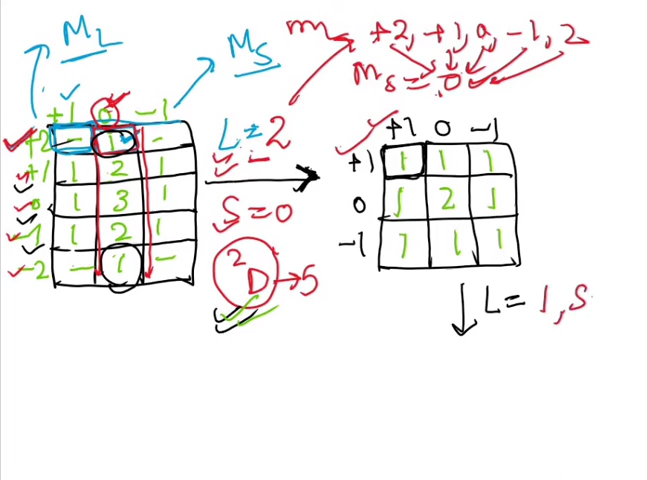 M_L
M_S
m_L +2, +1, 0, -1, 2
m_s = 0
+1 0 -1
+2 - 1 -
+1 1 2 1
0 1 3 1
-1 1 2 1
-2 - 1 -
L = 2
S = 0
²D → 5
+1 0 -1
+1 1 1 1
0 1 2 1
-1 1 1 1
↓ L = 1, S